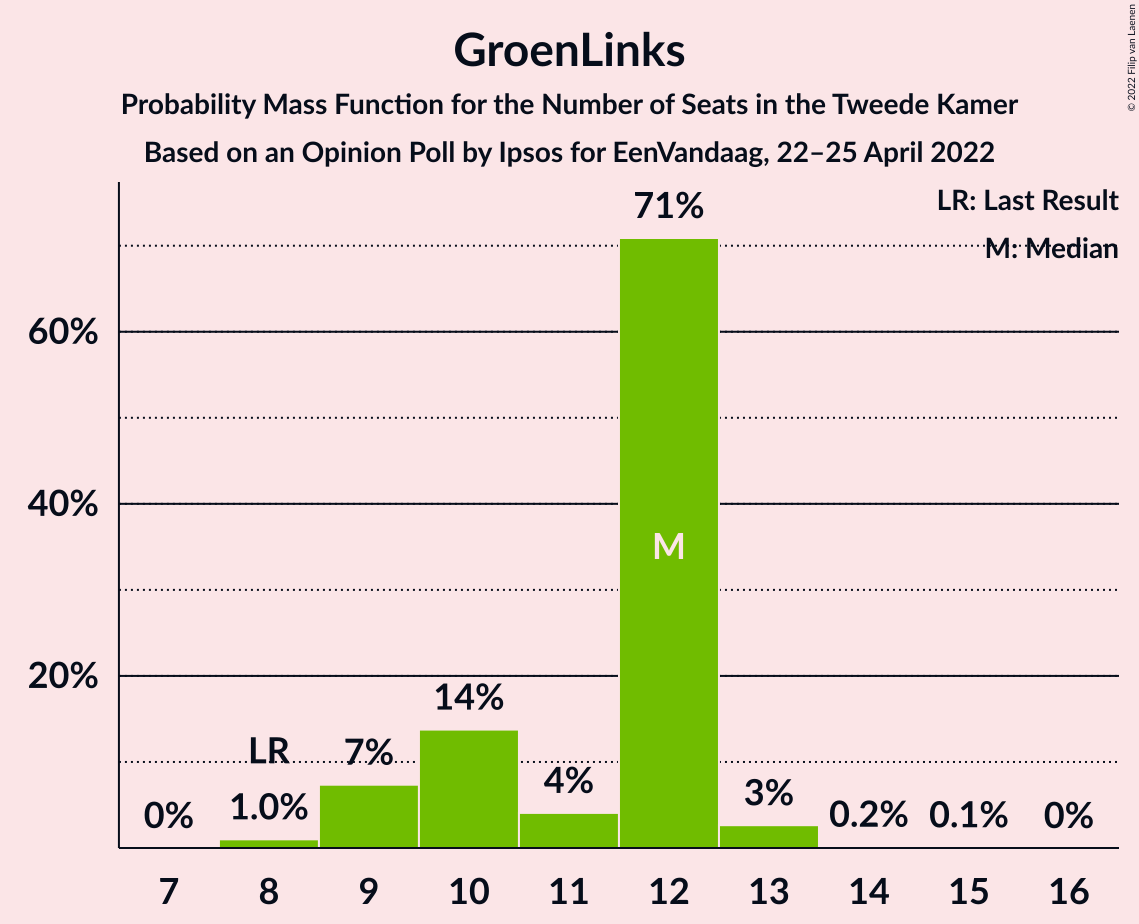 GroenLinks
Probability Mass Function for the Number of Seats in the Tweede Kamer
Based on an Opinion Poll by Ipsos for EenVandaag, 22–25 April 2022
© 2022 Filip van Laenen
LR: Last Result
M: Median
60%
40%
20%
0%
LR
1.0%
7%
14%
4%
71%
M
3%
0.2%
0.1%
0%
7 8 9 10 11 12 13 14 15 16